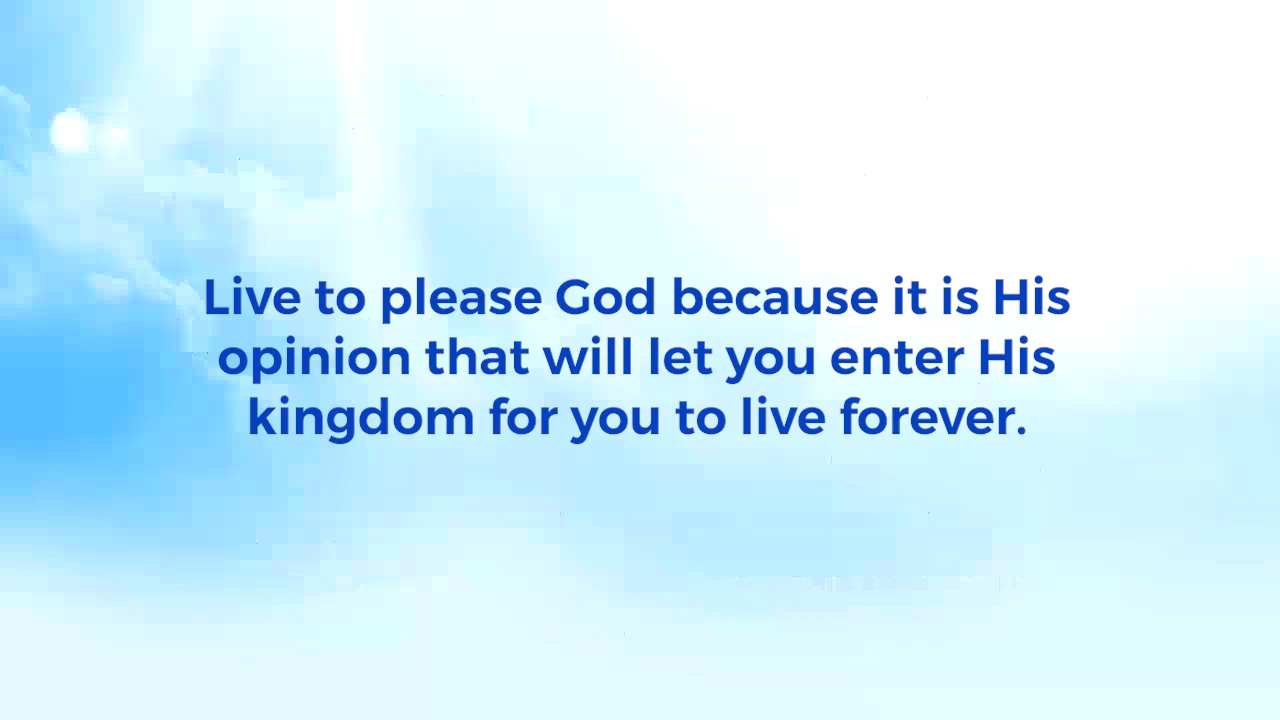 Live to please God because it is His
opinion that will let you enter His
kingdom for you to live forever.